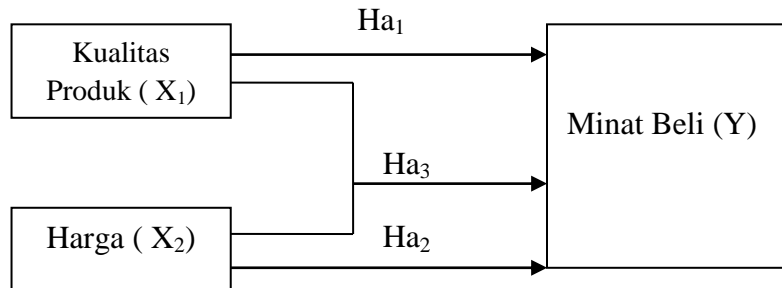 Ha₁
Kualitas
Produk ( X₁)
Minat Beli (Y)
Ha₃
Harga ( X₂)
Ha₂